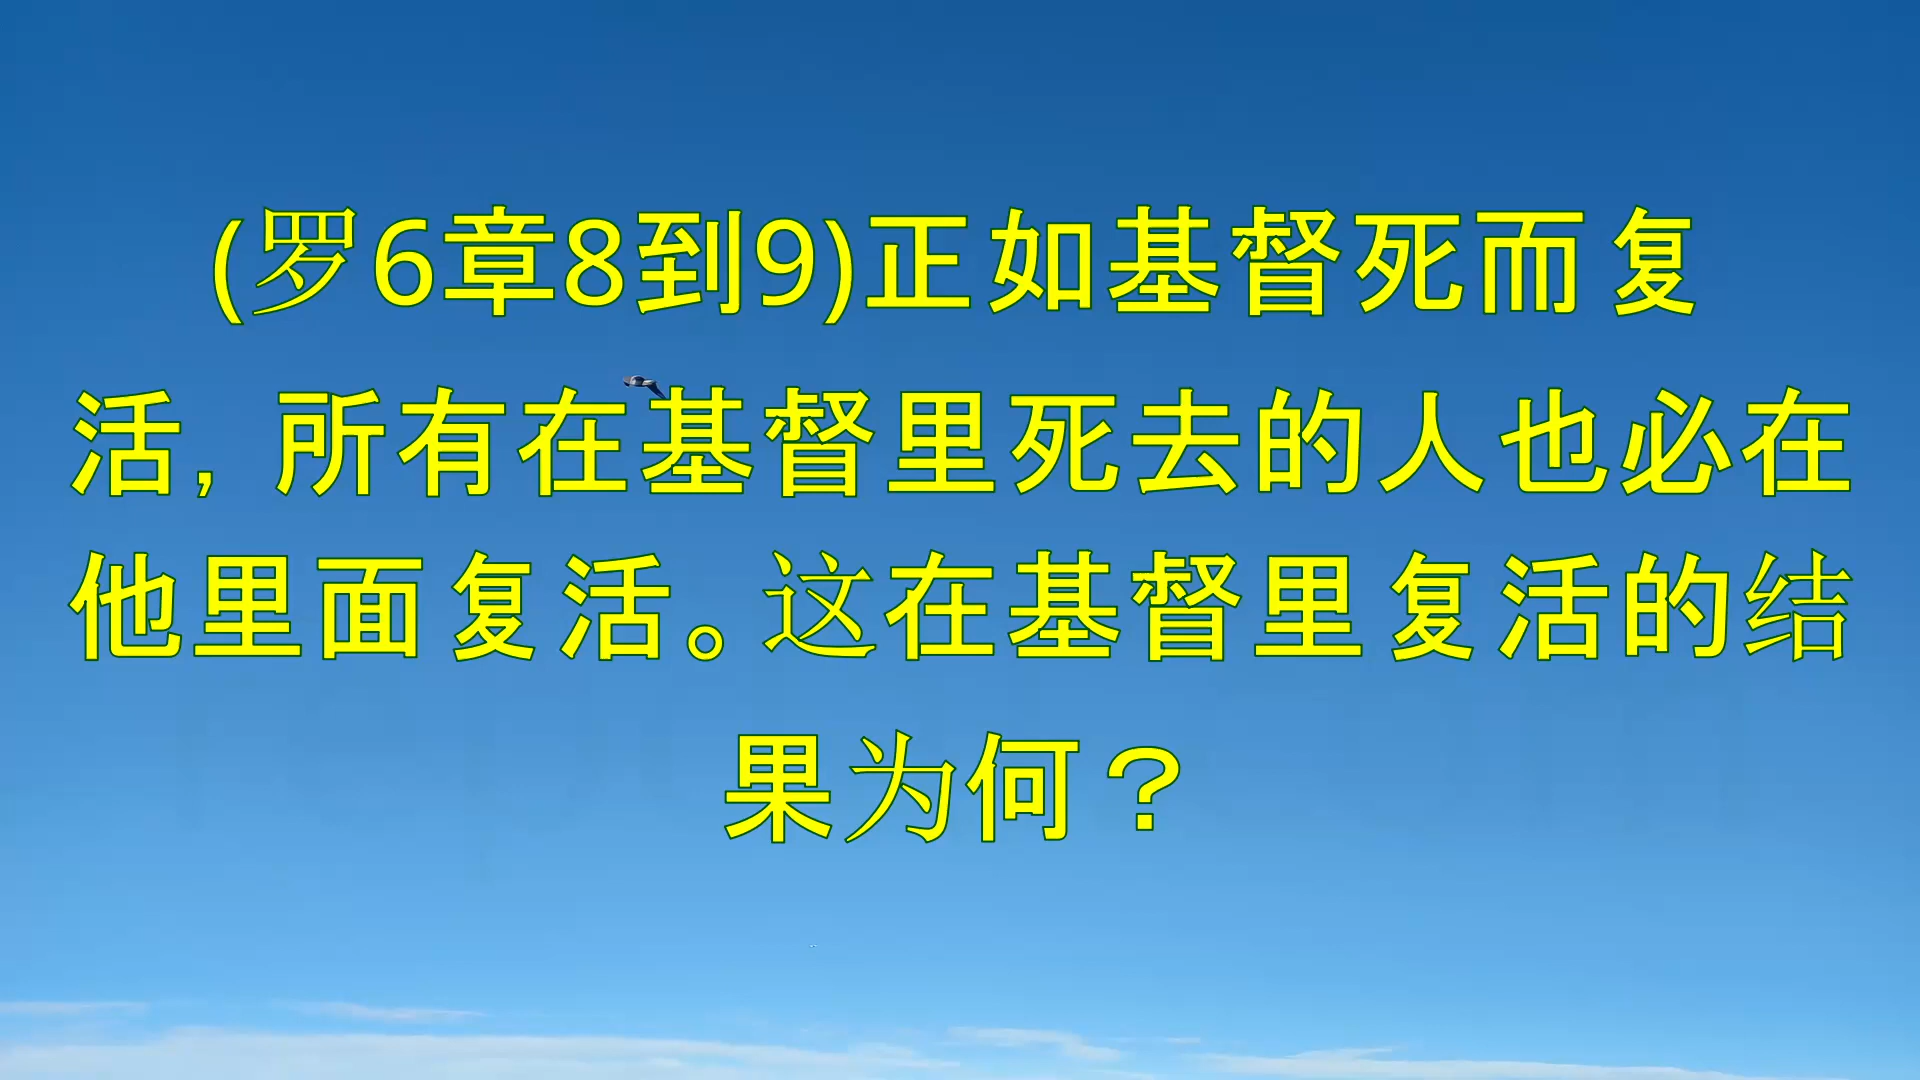 (罗6章8到9)正如基督死而复
活，所有在基督里死去的人也必在
他里面复活。这在基督里复活的结
果为何？